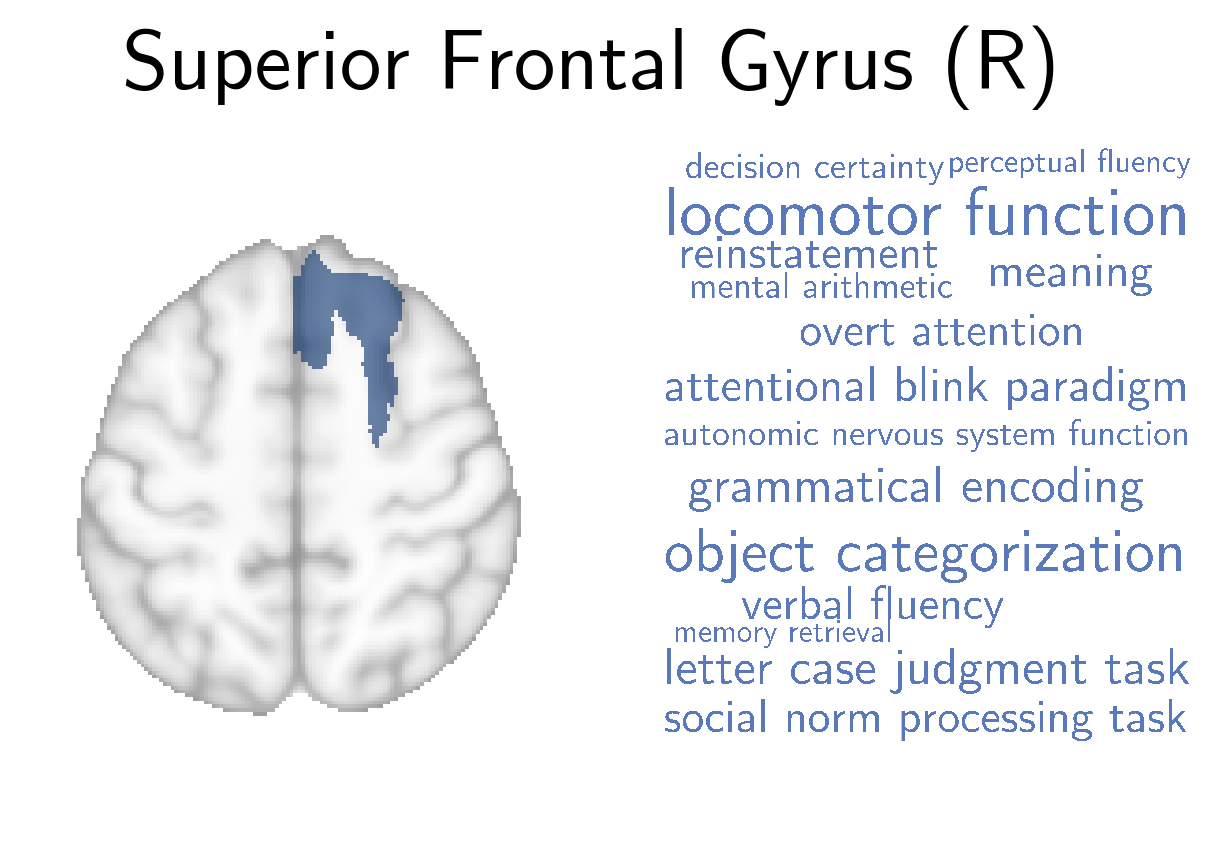 Superior Frontal Gyrus (R)
decision certainty perceptual fluency
locomotor function
reinstatement
meaning
mental arithmetic
overt attention
attentional blink paradigm
autonomic nervous system function
grammatical encoding
object categorization
verbal fluency
memory retrieval
letter case judgment task
social norm processing task